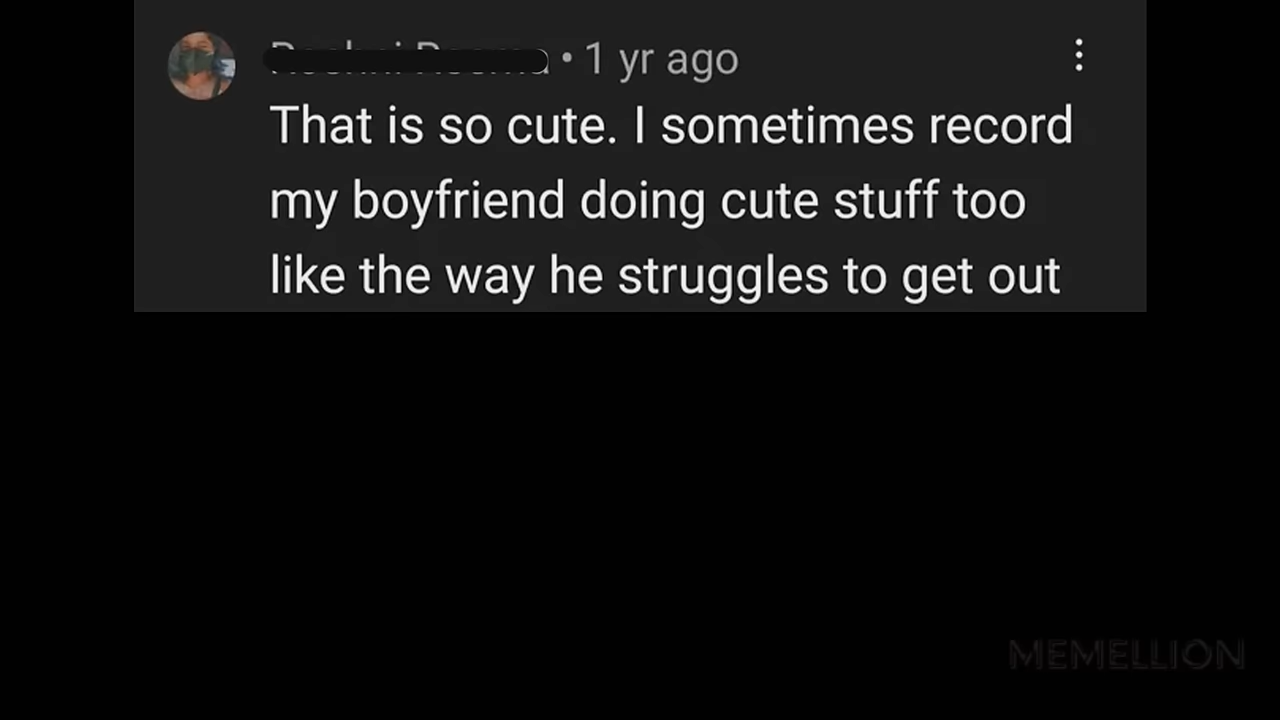 • 1 yr ago
That is so cute. I sometimes record
my boyfriend doing cute stuff too
like the way he struggles to get out
MEMELLION